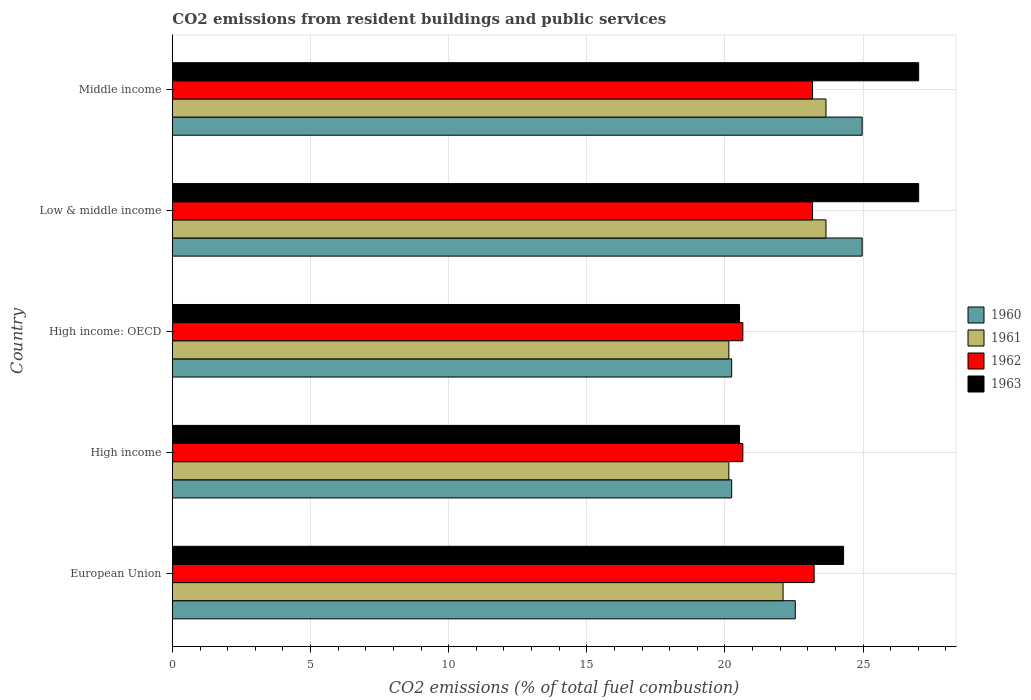 CO2 emissions from resident buildings and public services
Middle income
Low & middle income
High income: OECD
High income
European Union
Country
0
5
10
15
20
25
CO2 emissions (% of total fuel combustion)
1960
1961
1962
1963